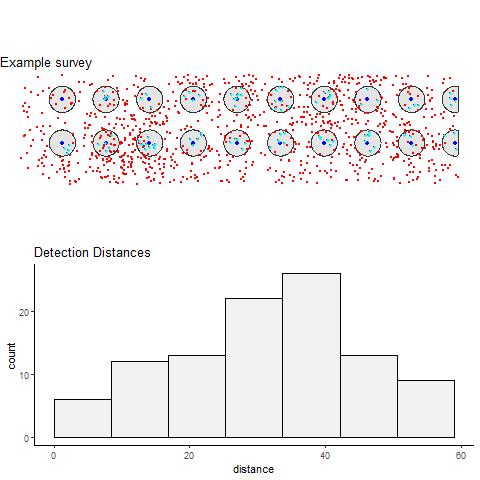 Example survey
Detection Distances
20
10
0
count
0 20 40 60
distance